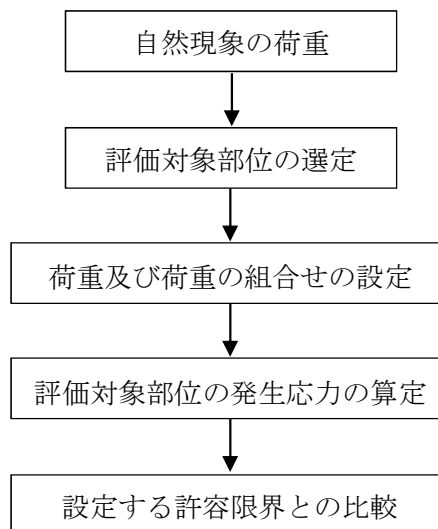 自然現象の荷重
評価対象部位の選定
荷重及び荷重の組合せの設定
評価対象部位の発生応力の算定
設定する許容限界との比較